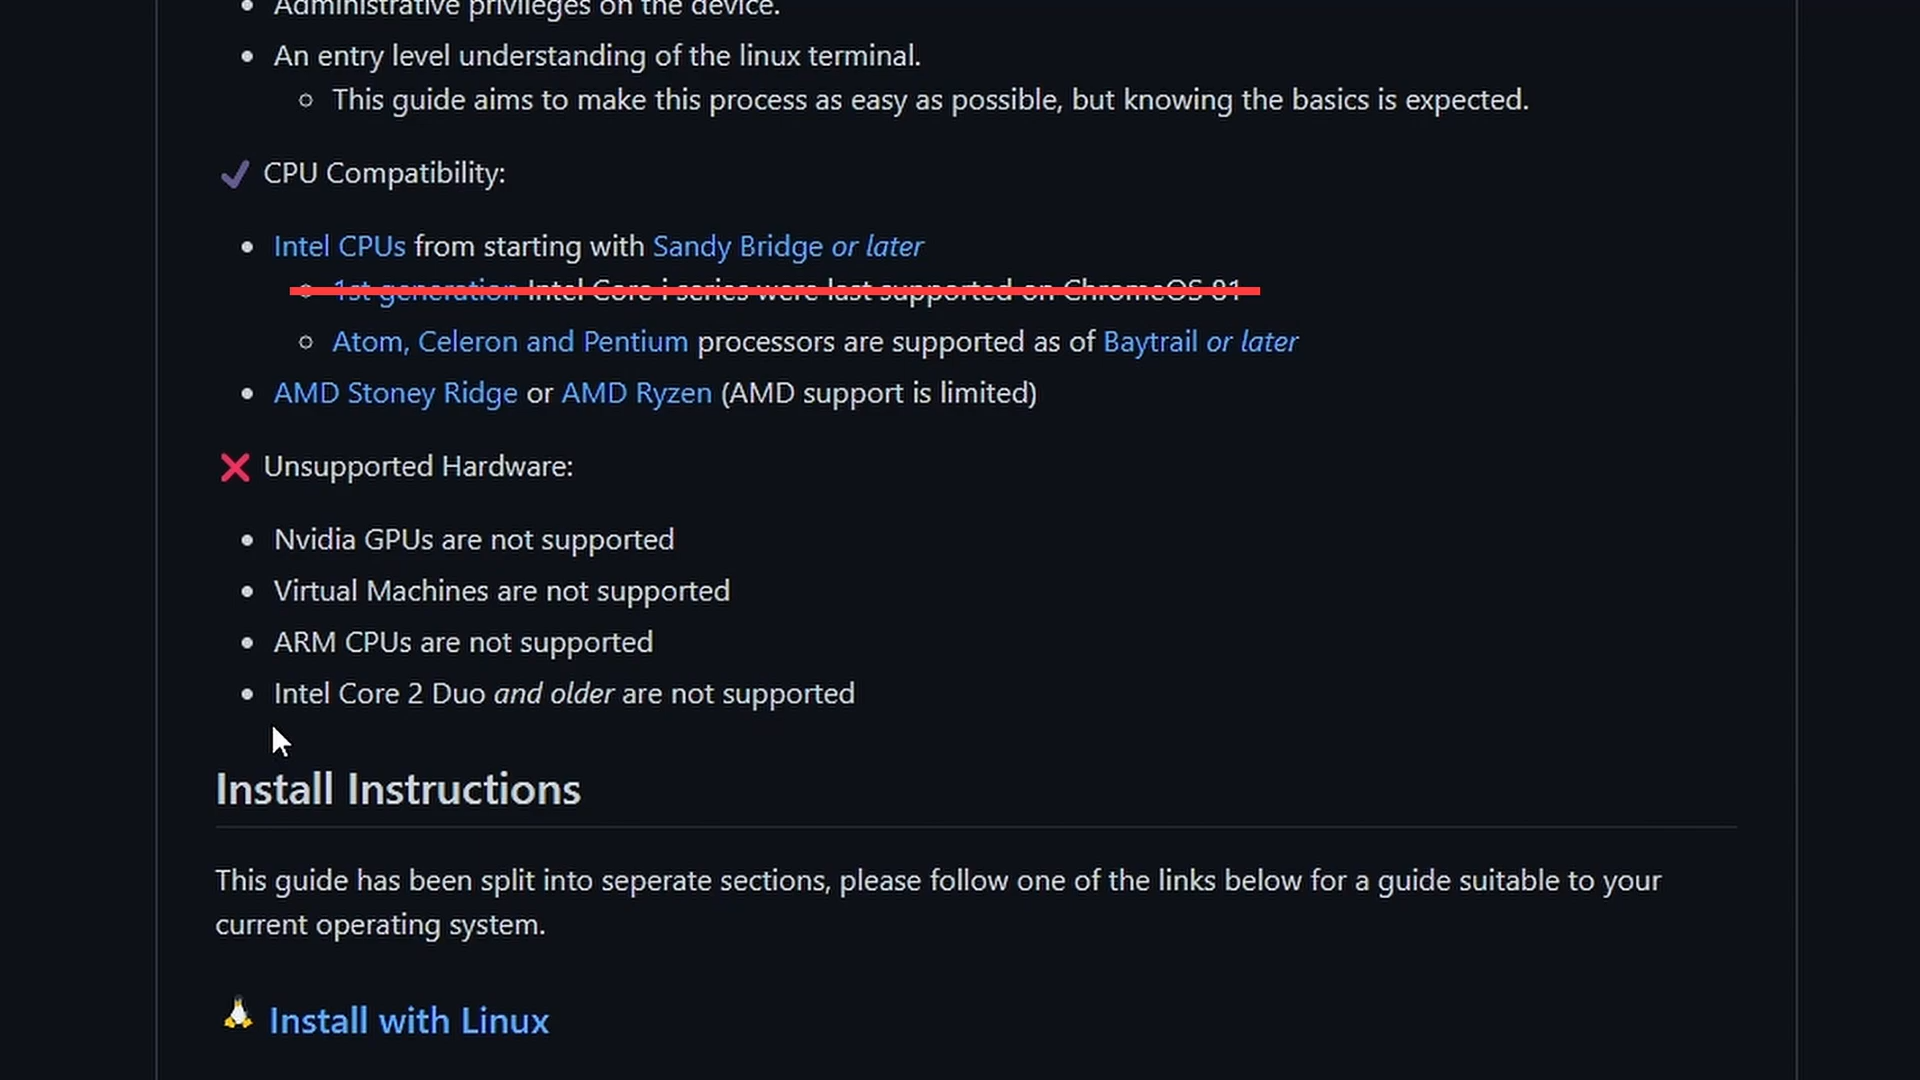 Administrative privileges on the device.
An entry level understanding of the linux terminal.
This guide aims to make this process as easy as possible, but knowing the basics is expected.
CPU Compatibility:
Intel CPUs from starting with Sandy Bridge or later
1st generation Intel Core i series were last supported on ChromeOS 81
Atom, Celeron and Pentium processors are supported as of Baytrail or later
AMD Stoney Ridge or AMD Ryzen (AMD support is limited)
Unsupported Hardware:
Nvidia GPUs are not supported
Virtual Machines are not supported
ARM CPUs are not supported
Intel Core 2 Duo and older are not supported
Install Instructions
This guide has been split into seperate sections, please follow one of the links below for a guide suitable to your
current operating system.
Install with Linux